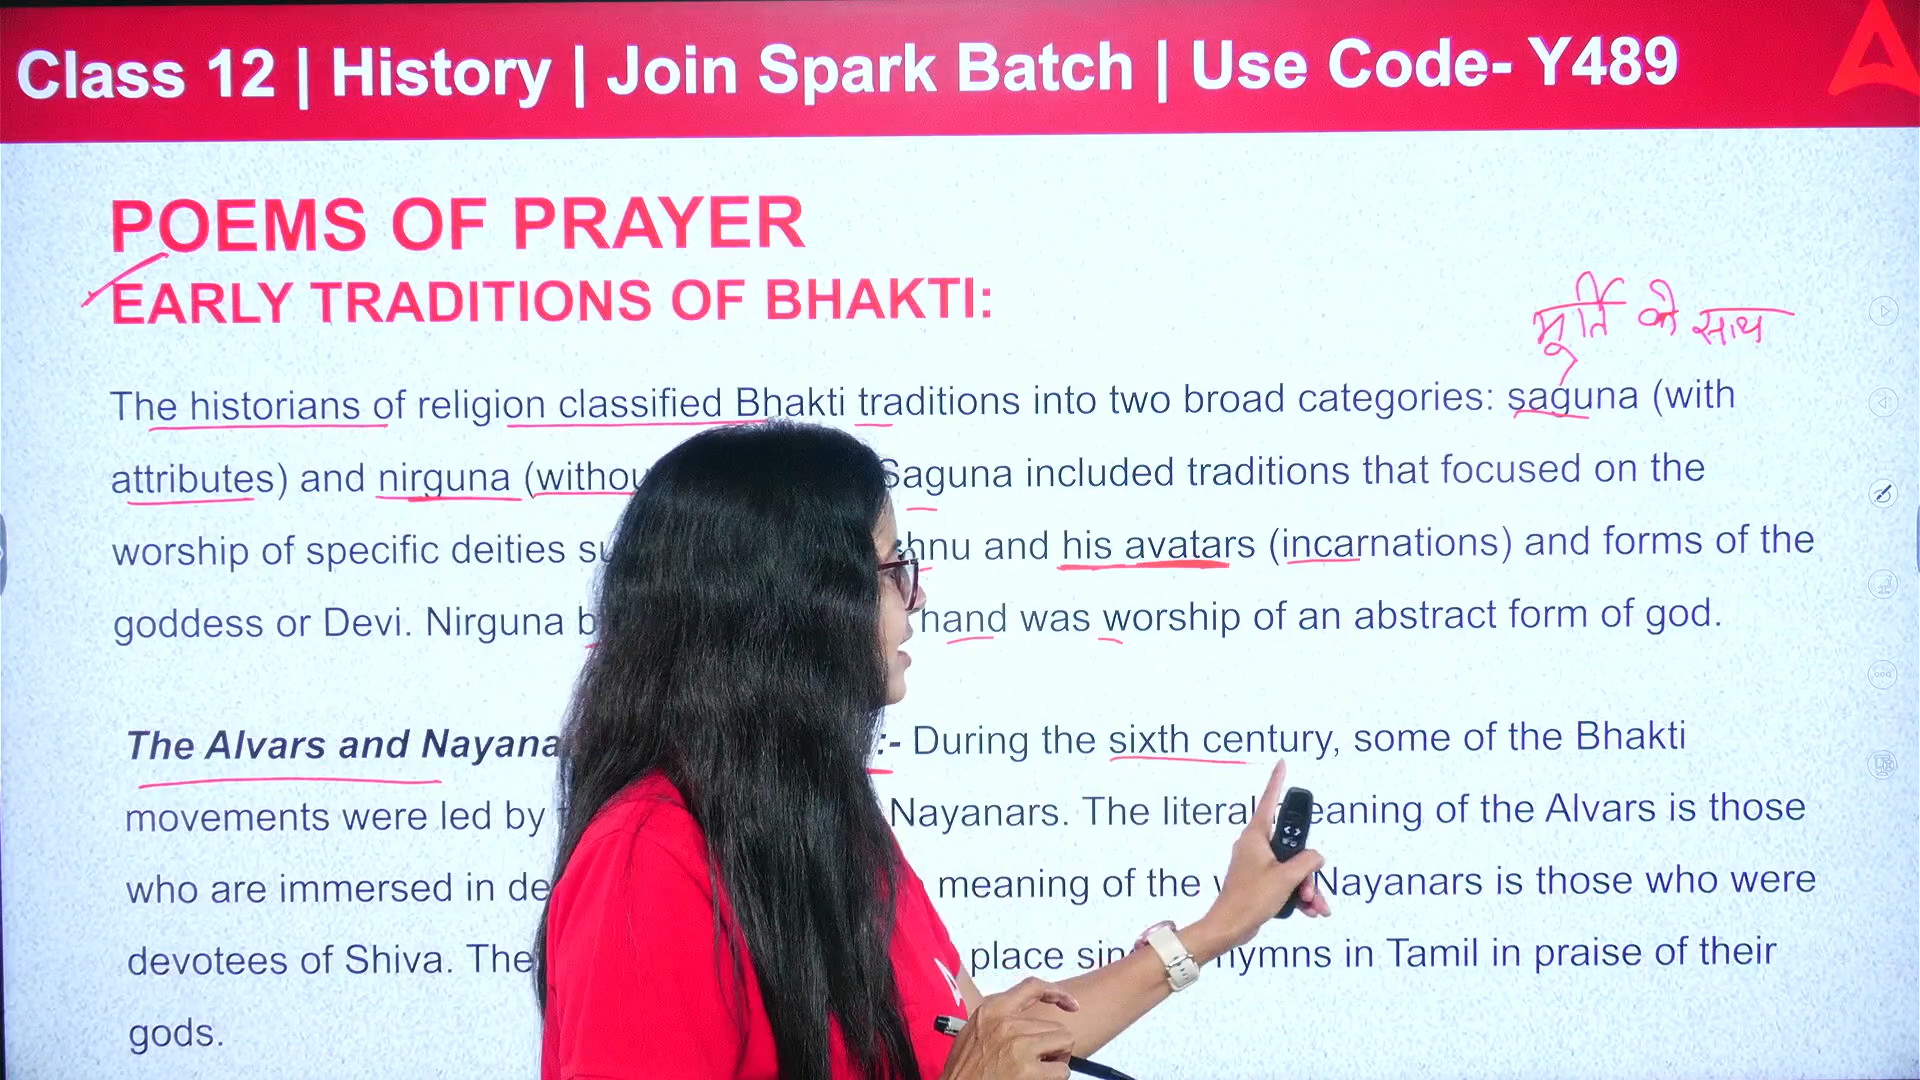 Class 12 | History | Join Spark Batch | Use Code- Y489
POEMS OF PRAYER
EARLY TRADITIONS OF BHAKTI:
मूर्ति के साथ
The historians of religion classified Bhakti traditions into two broad categories: saguna (with
attributes) and nirguna (withou Saguna included traditions that focused on the
worship of specific deities su hnu and his avatars (incarnations) and forms of the
goddess or Devi. Nirguna b hand was worship of an abstract form of god.
The Alvars and Nayana :- During the sixth century, some of the Bhakti
movements were led by Nayanars. The literal eaning of the Alvars is those
who are immersed in de meaning of the Nayanars is those who were
devotees of Shiva. The place sin hymns in Tamil in praise of their
gods.